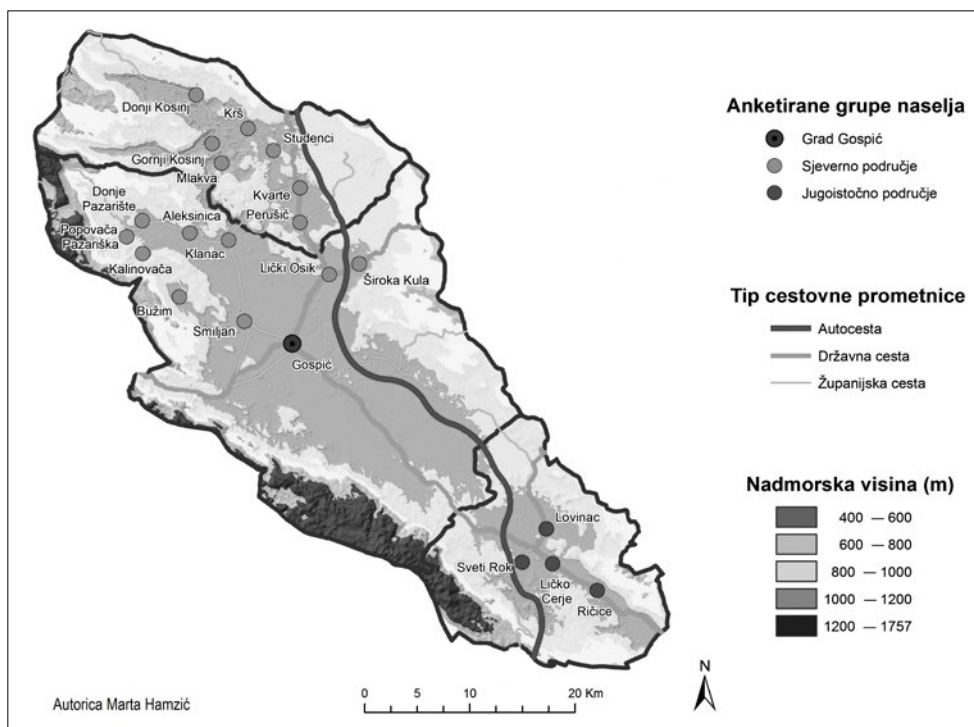 Donji Kosinj
Krš
Studenci
Gornji Kosinj
Mlakva
Kvarte
Perušić
Donje
Pazarište
Aleksinica
Popovača
Pazariška
Klanac
Kalinovača
Lički Osik
Široka Kula
Bužim
Smiljan
Gospić
Lovinac
Sveti Rok
Ličko
Cerje
Ričice
Anketirane grupe naselja
Grad Gospić
Sjeverno područje
Jugoistočno područje
Tip cestovne prometnice
Autocesta
Državna cesta
Županijska cesta
Nadmorska visina (m)
400 — 600
600 — 800
800 — 1000
1000 — 1200
1200 — 1757
N
0 5 10 20 Km
Autorica Marta Hamzić